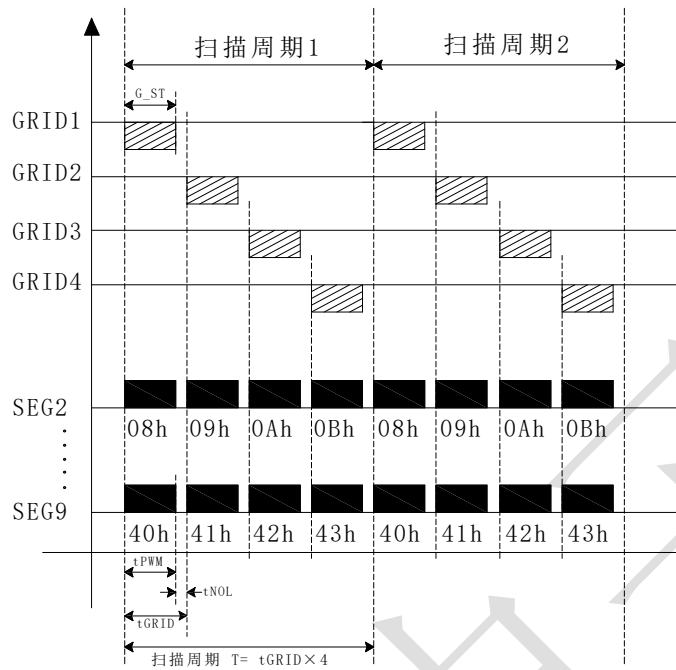 扫描周期1 扫描周期2
G_ST
GRID1
GRID2
GRID3
GRID4
SEG2
08h 09h 0Ah 0Bh 08h 09h 0Ah 0Bh
SEG9
40h 41h 42h 43h 40h 41h 42h 43h
tPWM
tNOL
tGRID
扫描周期 T= tGRID×4